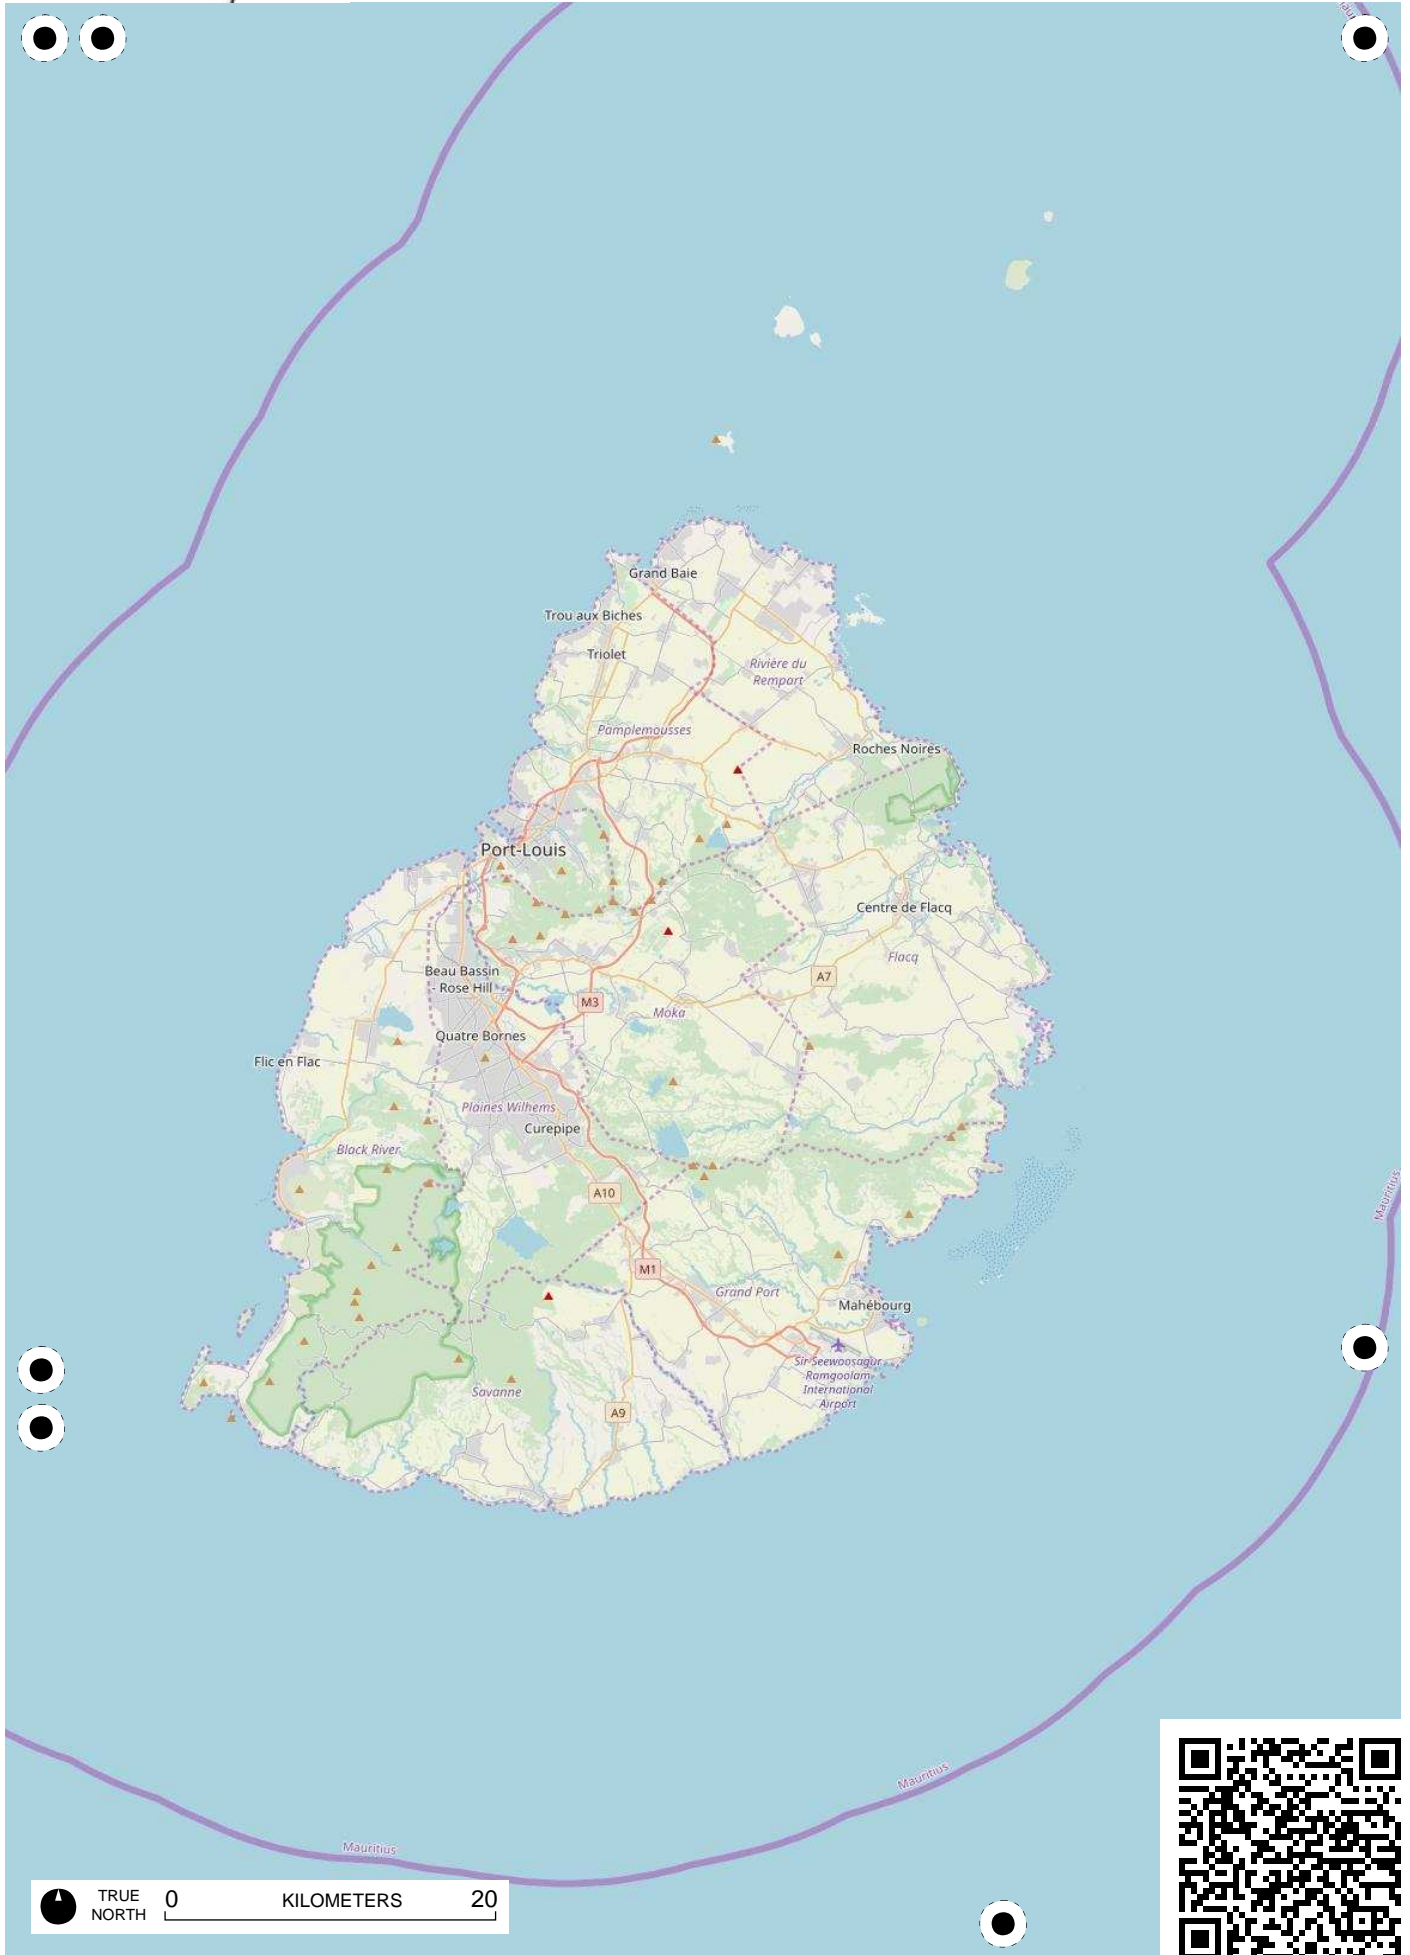 Grand Baie
Trou aux Biches
Triolet
Rivière du
Rempart
Pamplemousses
Roches Noires
Port-Louis
Centre de Flacq
Flacq
Beau Bassin
- Rose Hill
A7
M3
Moka
Quatre Bornes
Flic en Flac
Plaines Wilhems
Curepipe
Black River
Mauritius
A10
M1
Grand Port
Mahébourg
Sir Seewoosagur
Ramgoolam
International
Airport
Savanne
A9
Mauritius
Mauritius
TRUE
NORTH
0 KILOMETERS 20